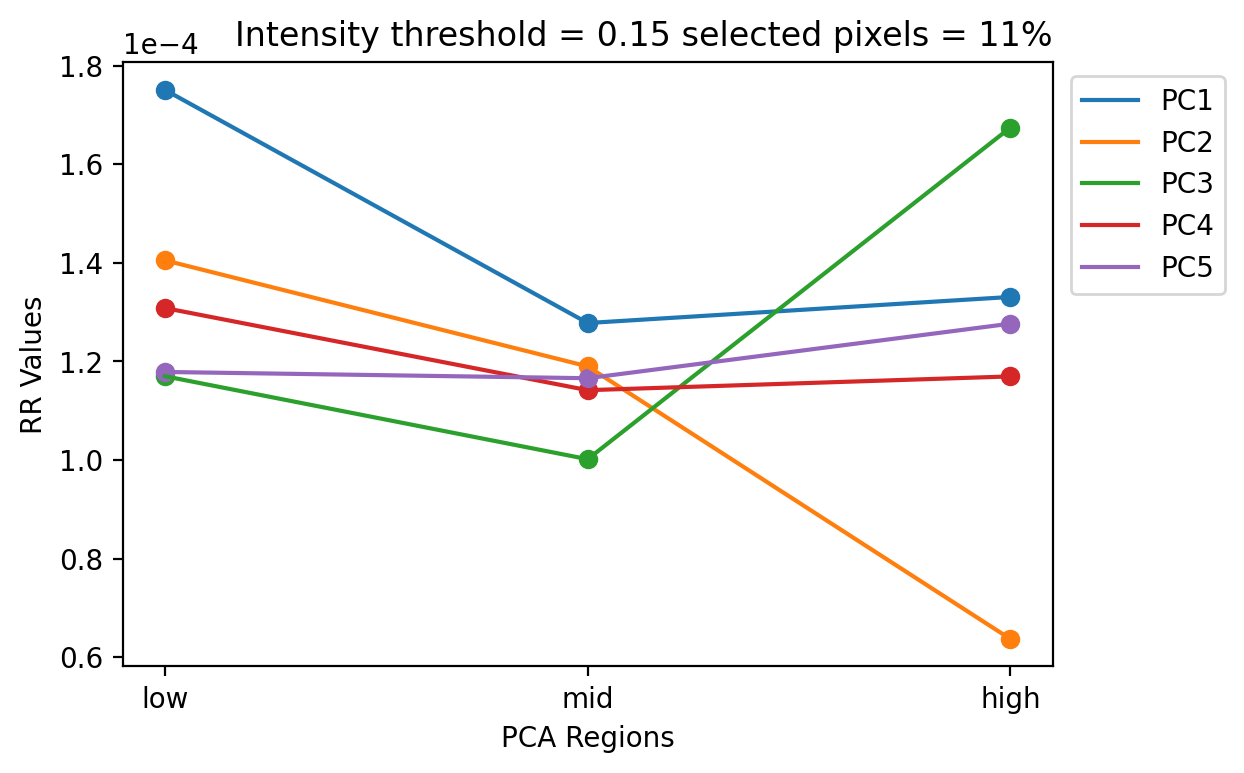 Intensity threshold = 0.15 selected pixels = 11%
1e−4
1.8
1.6
1.4
1.2
1.0
0.8
0.6
RR Values
low
mid
high
PCA Regions
PC1
PC2
PC3
PC4
PC5